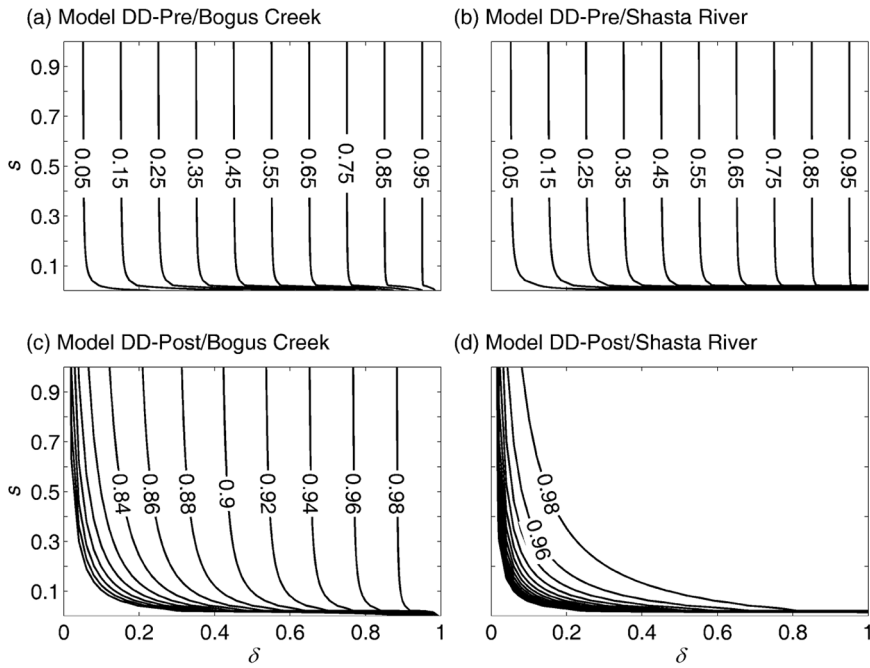 (a) Model DD-Pre/Bogus Creek
(b) Model DD-Pre/Shasta River
0.9
0.7
0.5
0.3
0.1
s
0.05 0.15 0.25 0.35 0.45 0.55 0.65 0.75 0.85 0.95
0.05 0.15 0.25 0.35 0.45 0.55 0.65 0.75 0.85 0.95
(c) Model DD-Post/Bogus Creek
(d) Model DD-Post/Shasta River
0.9
0.7
0.5
0.3
0.1
s
0.84 0.86 0.88 0.9 0.92 0.94 0.96 0.98
0.98
0.96
0 0.2 0.4 0.6 0.8 1
0.2 0.4 0.6 0.8 1
δ
δ